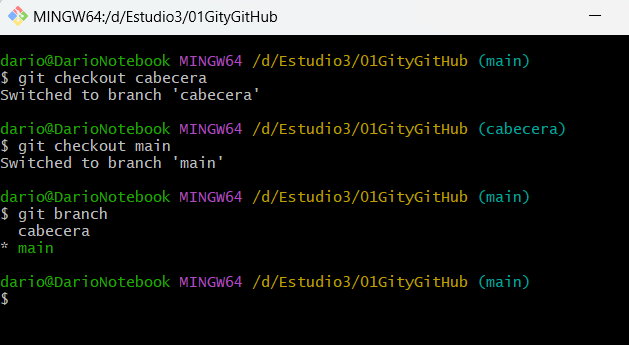 MINGW64:/d/Estudio3/01GityGitHub
dario@DarioNotebook MINGW64 /d/Estudio3/01GityGitHub (main)
$ git checkout cabecera
Switched to branch 'cabecera'
dario@DarioNotebook MINGW64 /d/Estudio3/01GityGitHub (cabecera)
$ git checkout main
Switched to branch 'main'
dario@DarioNotebook MINGW64 /d/Estudio3/01GityGitHub (main)
$ git branch
  cabecera
* main
dario@DarioNotebook MINGW64 /d/Estudio3/01GityGitHub (main)
$